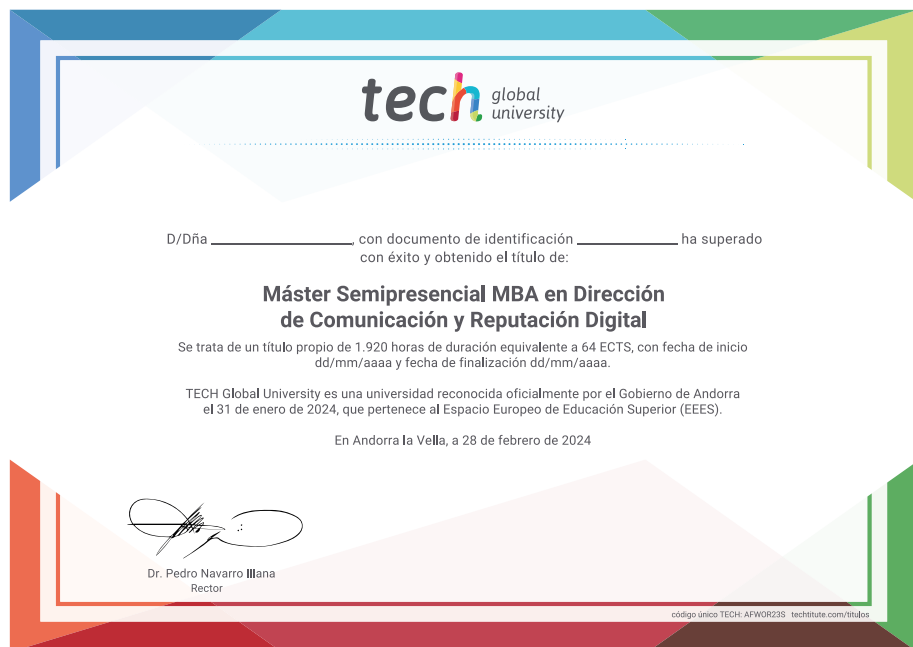 tech global
university
D/Dña ______________, con documento de identificación __________ ha superado
con éxito y obtenido el título de:
Máster Semipresencial MBA en Dirección
de Comunicación y Reputación Digital
Se trata de un título propio de 1.920 horas de duración equivalente a 64 ECTS, con fecha de inicio
dd/mm/aaaa y fecha de finalización dd/mm/aaaa.
TECH Global University es una universidad reconocida oficialmente por el Gobierno de Andorra
el 31 de enero de 2024, que pertenece al Espacio Europeo de Educación Superior (EEES).
En Andorra la Vella, a 28 de febrero de 2024
Dr. Pedro Navarro Illana
Rector
código único TECH: AFWOR23S techtitute.com/titulos